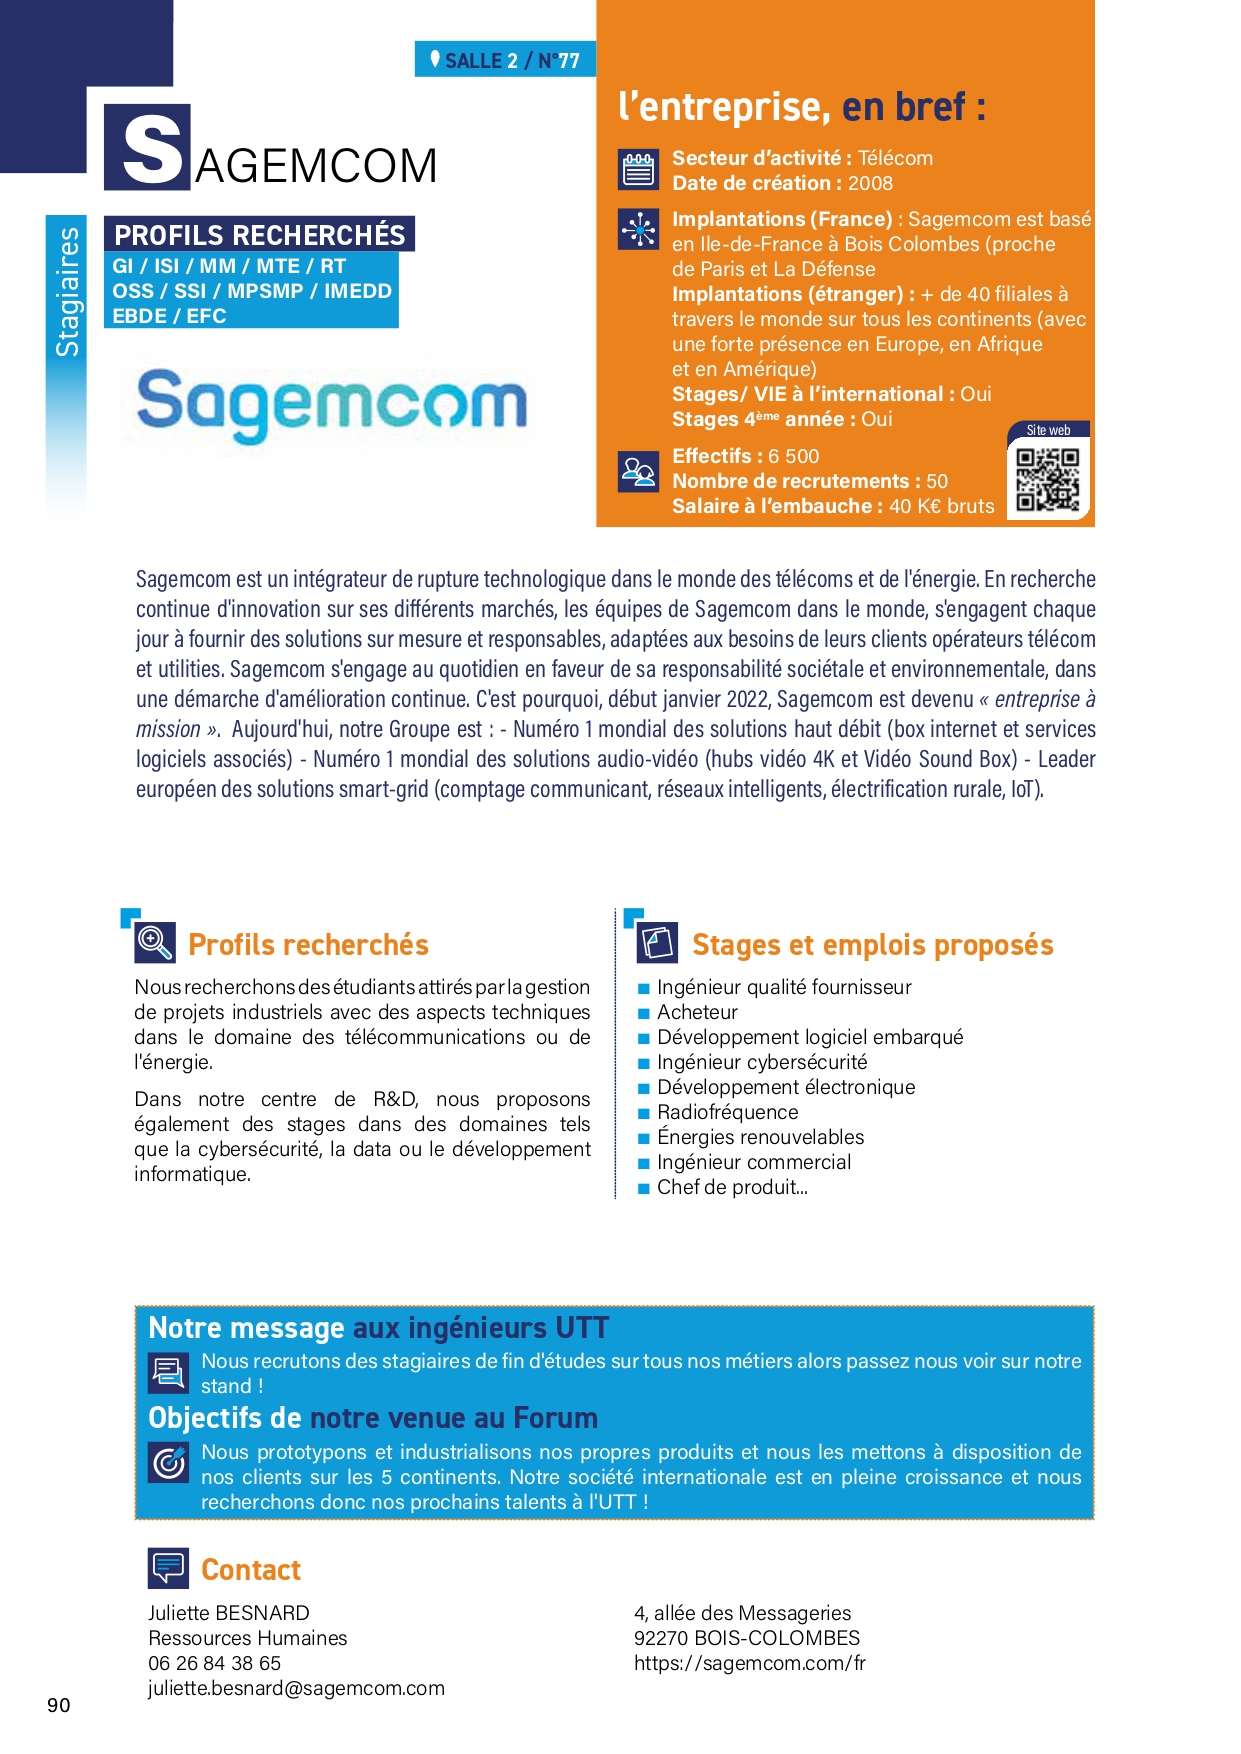 SALLE 2 / N°77
SAGEMCOM
Stagiaires
PROFILS RECHERCHÉS
GI / ISI / MM / MTE / RT
OSS / SSI / MPSMP / IMEDD
EBDE / EFC
Sagemcom
l'entreprise, en bref :
Secteur d'activité : Télécom
Date de création : 2008
Implantations (France) : Sagemcom est basé
en Ile-de-France à Bois Colombes (proche
de Paris et La Défense
Implantations (étranger) : + de 40 filiales à
travers le monde sur tous les continents (avec
une forte présence en Europe, en Afrique
et en Amérique)
Stages/ VIE à l'international : Oui
Stages 4ème année : Oui
Effectifs : 6 500
Nombre de recrutements : 50
Salaire à l'embauche : 40 K€ bruts
Site web
Sagemcom est un intégrateur de rupture technologique dans le monde des télécoms et de l'énergie. En recherche
continue d'innovation sur ses différents marchés, les équipes de Sagemcom dans le monde, s'engagent chaque
jour à fournir des solutions sur mesure et responsables, adaptées aux besoins de leurs clients opérateurs télécom
et utilities. Sagemcom s'engage au quotidien en faveur de sa responsabilité sociétale et environnementale, dans
une démarche d'amélioration continue. C'est pourquoi, début janvier 2022, Sagemcom est devenu « entreprise à
mission ». Aujourd'hui, notre Groupe est : - Numéro 1 mondial des solutions haut débit (box internet et services
logiciels associés) - Numéro 1 mondial des solutions audio-vidéo (hubs vidéo 4K et Vidéo Sound Box) - Leader
européen des solutions smart-grid (comptage communicant, réseaux intelligents, électrification rurale, IoT).
Profils recherchés
Nous recherchons des étudiants attirés par la gestion
de projets industriels avec des aspects techniques
dans le domaine des télécommunications ou de
l'énergie.
Dans notre centre de R&D, nous proposons
également des stages dans des domaines tels
que la cybersécurité, la data ou le développement
informatique.
Stages et emplois proposés
Ingénieur qualité fournisseur
Acheteur
Développement logiciel embarqué
Ingénieur cybersécurité
Développement électronique
Radiofréquence
Énergies renouvelables
Ingénieur commercial
Chef de produit...
Notre message aux ingénieurs UTT
Nous recrutons des stagiaires de fin d'études sur tous nos métiers alors passez nous voir sur notre
stand !
Objectifs de notre venue au Forum
Nous prototypons et industrialisons nos propres produits et nous les mettons à disposition de
nos clients sur les 5 continents. Notre société internationale est en pleine croissance et nous
recherchons donc nos prochains talents à l'UTT !
Contact
Juliette BESNARD
Ressources Humaines
06 26 84 38 65
juliette.besnard@sagemcom.com
4, allée des Messageries
92270 BOIS-COLOMBES
https://sagemcom.com/fr
90